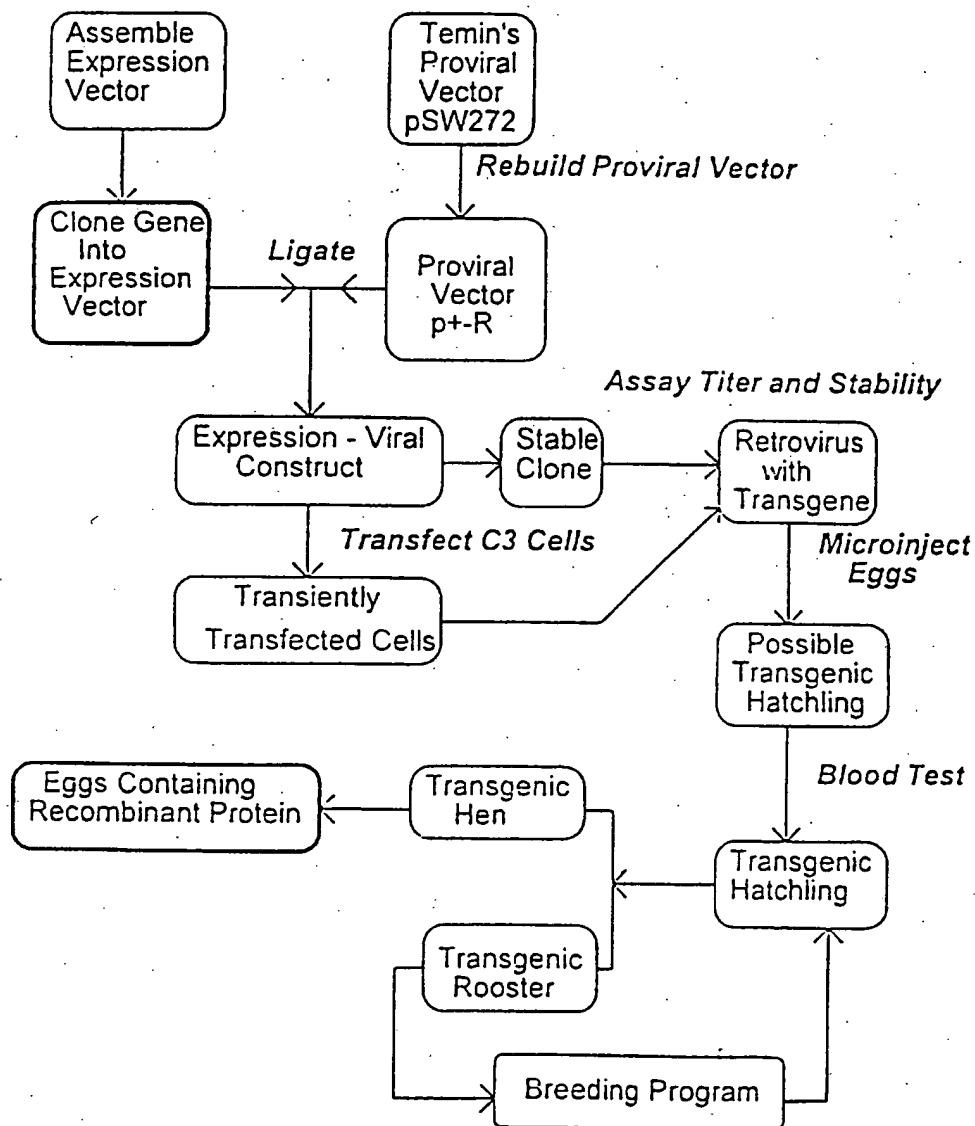 Assemble
Expression
Vector
Temin's
Proviral
Vector
pSW272
Rebuild Proviral Vector
Clone Gene
Into
Expression
Vector
Ligate
Proviral
Vector
p+-R
Assay Titer and Stability
Expression - Viral
Construct
Stable
Clone
Retrovirus
with
Transgene
Transfect C3 Cells
Microinject
Eggs
Transiently
Transfected Cells
Possible
Transgenic
Hatchling
Blood Test
Eggs Containing
Recombinant Protein
Transgenic
Hen
Transgenic
Hatchling
Transgenic
Rooster
Breeding Program